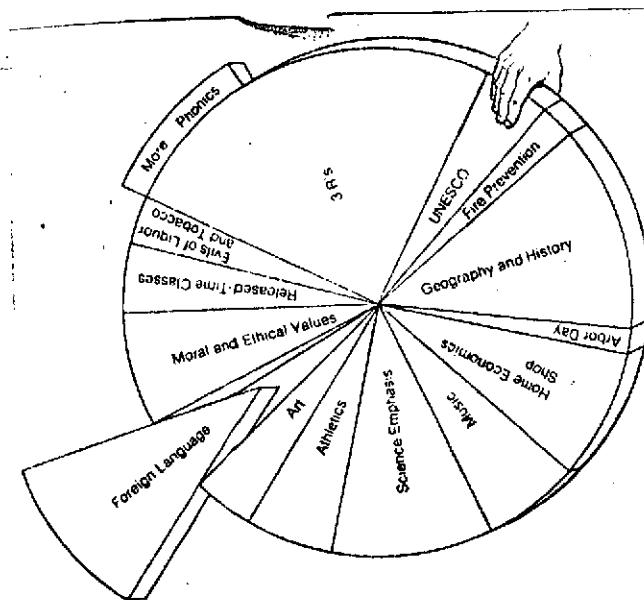 More Phonics
3 R's
UNESCO
Fire Prevention
Geography and History
Arbor Day
Home Economics
Shop
Music
Science Emphasis
Athletics
Art
Foreign Language
Moral and Ethical Values
Released-Time Classes
Evils of Liquor
and Tobacco